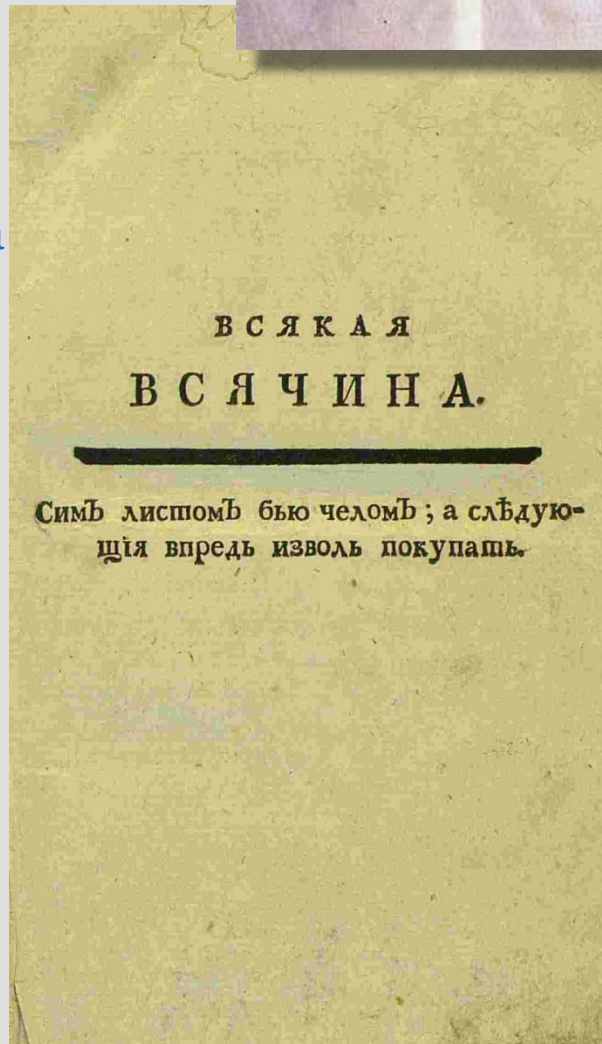 ВСЯКАЯ
ВСЯЧИНА.
СимЪ листомЪ бью челомЪ; а слѣдую-
щія впредь изволь покупать.